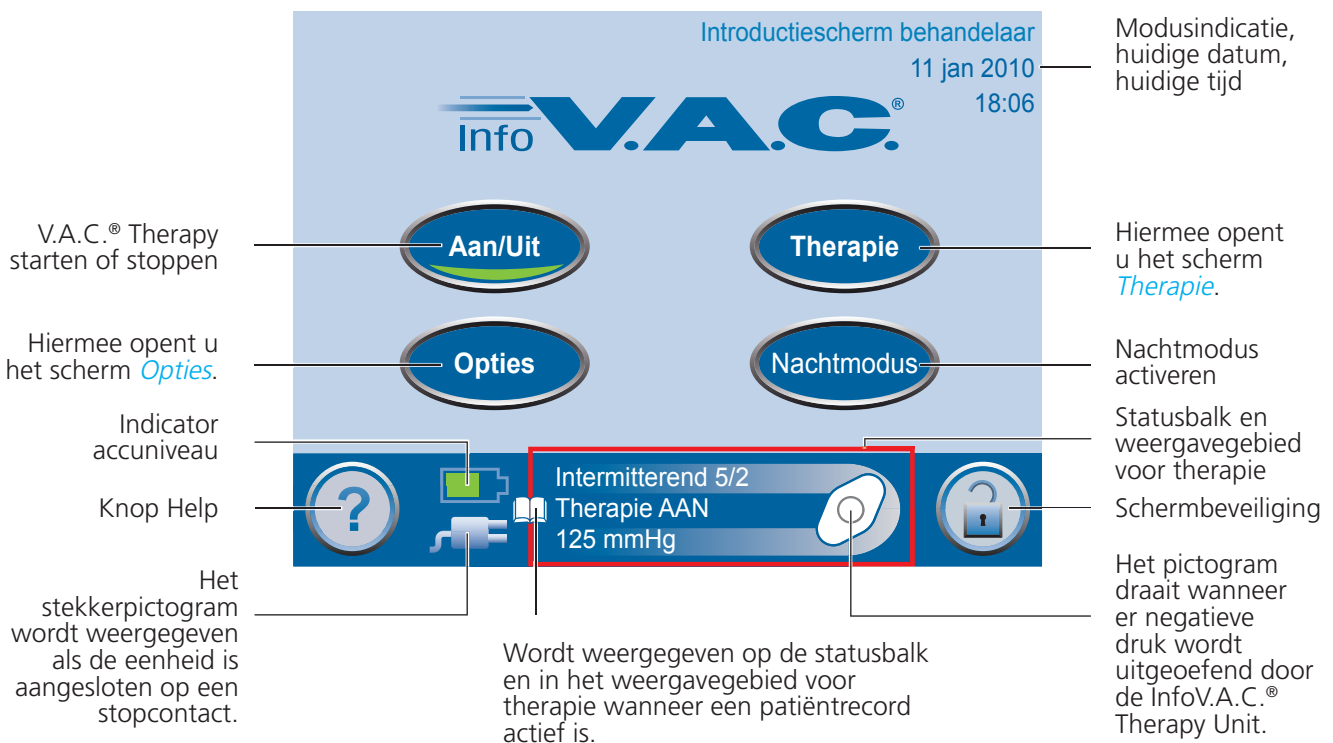 Introductiescherm behandelaar
11 jan 2010
18:06
Info V.A.C.®
Aan/Uit
Therapie
Opties
Nachtmodus
?
Intermitterend 5/2
Therapie AAN
125 mmHg
V.A.C.® Therapy
starten of stoppen
Hiermee opent u
het scherm Opties.
Indicator
accuniveau
Knop Help
Het
stekkerpictogram
wordt weergegeven
als de eenheid is
aangesloten op een
stopcontact.
Wordt weergegeven op de statusbalk
en in het weergavegebied voor
therapie wanneer een patiëntrecord
actief is.
Modusindicatie,
huidige datum,
huidige tijd
Hiermee opent
u het scherm
Therapie.
Nachtmodus
activeren
Statusbalk en
weergavegebied
voor therapie
Schermbeveiliging
Het pictogram
draait wanneer
er negatieve
druk wordt
uitgeoefend door
de InfoV.A.C.®
Therapy Unit.